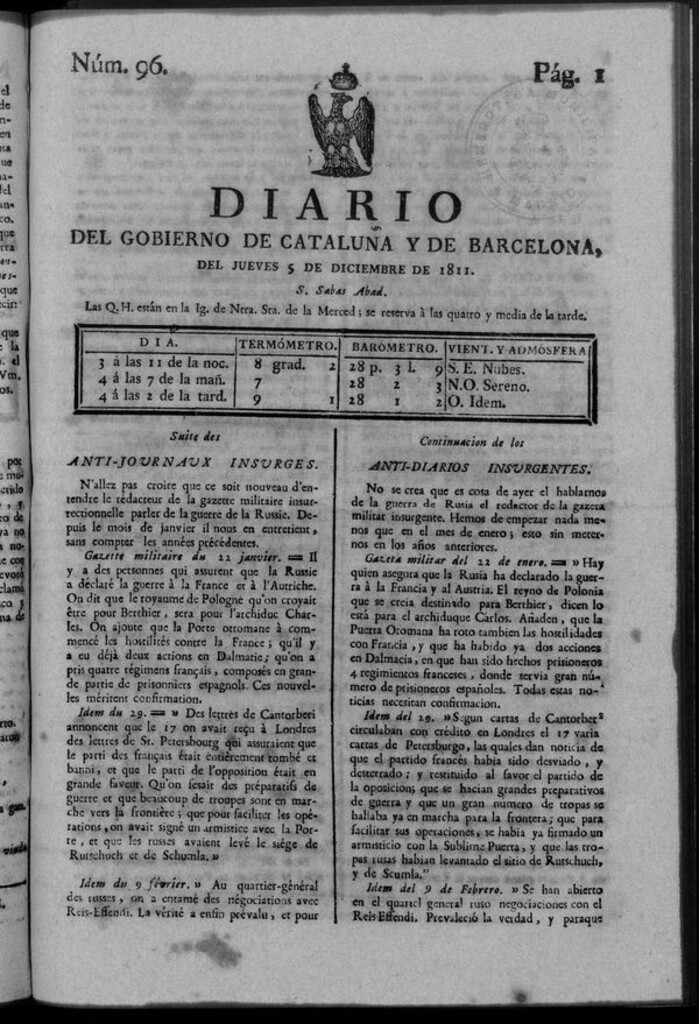 Núm. 96.
Pág. 1
DIARIO
DEL GOBIERNO DE CATALUNA Y DE BARCELONA,
DEL JUEVES 5 DE DICIEMBRE DE 1811.
S. Sabas Abad.
Las Q. H. están en la Ig. de Ntra. Sra. de la Merced; se reserva á las quatro y media de la tarde.
DIA. TERMÓMETRO. BARÓMETRO. VIENT. Y ADMÓSFERA
3 á las 11 de la noc. 8 grad. 2 28 p. 3 l. 9 S. E. Nubes.
4 á las 7 de la mañ. 7 28 2 3 N.O. Sereno.
4 á las 2 de la tard. 9 1 28 1 2 O. Idem.
Suite des
ANTI-JOURNAUX INSURGES.
N'allez pas croire que ce soit nouveau d'en-
tendre le rédacteur de la gazette militaire insur-
rectionnelle parler de la guerre de la Russie. De-
puis le mois de janvier il nous en entretient,
sans compter les années précédentes.
Gazette militaire du 22 janvier. = Il
y a des personnes qui assurent que la Russie
a déclaré la guerre à la France et à l'Autriche.
On dit que le royaume de Pologne qu'on croyait
être pour Berthier, sera pour l'archiduc Char-
les. On ajoute que la Porte ottomane à com-
mencé les hostilités contre la France; qu'il y
a eu déjà deux actions en Dalmatie; qu'on a
pris quatre régimens français, composés en gran-
de partie de prisonniers espagnols. Ces nouvel-
les méritent confirmation.
Idem du 29. = » Des lettres de Cantorberi
annoncent que le 17 on avait reçu à Londres
des lettres de St. Petersbourg qui assuraient que
le parti des français était entiérement tombé et
banni, et que le parti de l'opposition était en
grande faveur. Qu'on fesait des préparatifs de
guerre et que beaucoup de troupes sont en mar-
che vers la frontière; que pour faciliter les opé-
rations, on avait signé un armistice avec la Por-
te, et que les russes avaient levé le siége de
Rutschuck et de Schumla. »
Idem du 9 février. » Au quartier-général
des russes, on a entamé des négociations avec
Reis-Effendi. La vérité a enfin prévalu, et pour
Continuacion de los
ANTI-DIARIOS INSURGENTES.
No se crea que es cosa de ayer el hablarnos
de la guerra de Rusia el redactor de la gazeta
militar insurgente. Hemos de empezar nada me-
nos que en el mes de enero; esto sin meter-
nos en los años anteriores.
Gazeta militar del 22 de enero. = » Hay
quien asegura que la Rusia ha declarado la guer-
ra à la Francia y al Austria. El reyno de Polonia
que se creia destinado para Berthier, dicen lo
está para el archiduque Carlos. Añaden, que la
Puerta Otomana ha roto tambien las hostilidades
con Francia, y que ha habido ya dos acciones
en Dalmacia, en que han sido hechos prisioneros
4 regimientos franceses, donde servia gran nú-
mero de prisioneros españoles. Todas estas no-
ticias necesitan confirmacion.
Idem del 29. » Segun cartas de Cantorber
circulaban con crédito en Londres el 17 varia
cartas de Petersburgo, las quales dan noticia de
que el partido francés habia sido desviado, y
desterrado; y restituido al favor el partido de
la oposicion; que se hacian grandes preparativos
de guerra y que un gran numero de tropas se
hallaba ya en marcha para la frontera; que para
facilitar sus operaciones, se habia ya firmado un
armisticio con la Sublime Puerta, y que las tro-
pas rusas habian levantado el sitio de Rutschuch,
y de Scumla."
Idem del 9 de Febrero. » Se han abierto
en el quartel general ruso negociaciones con el
Reis Effendi. Prevaleció la verdad, y paraque